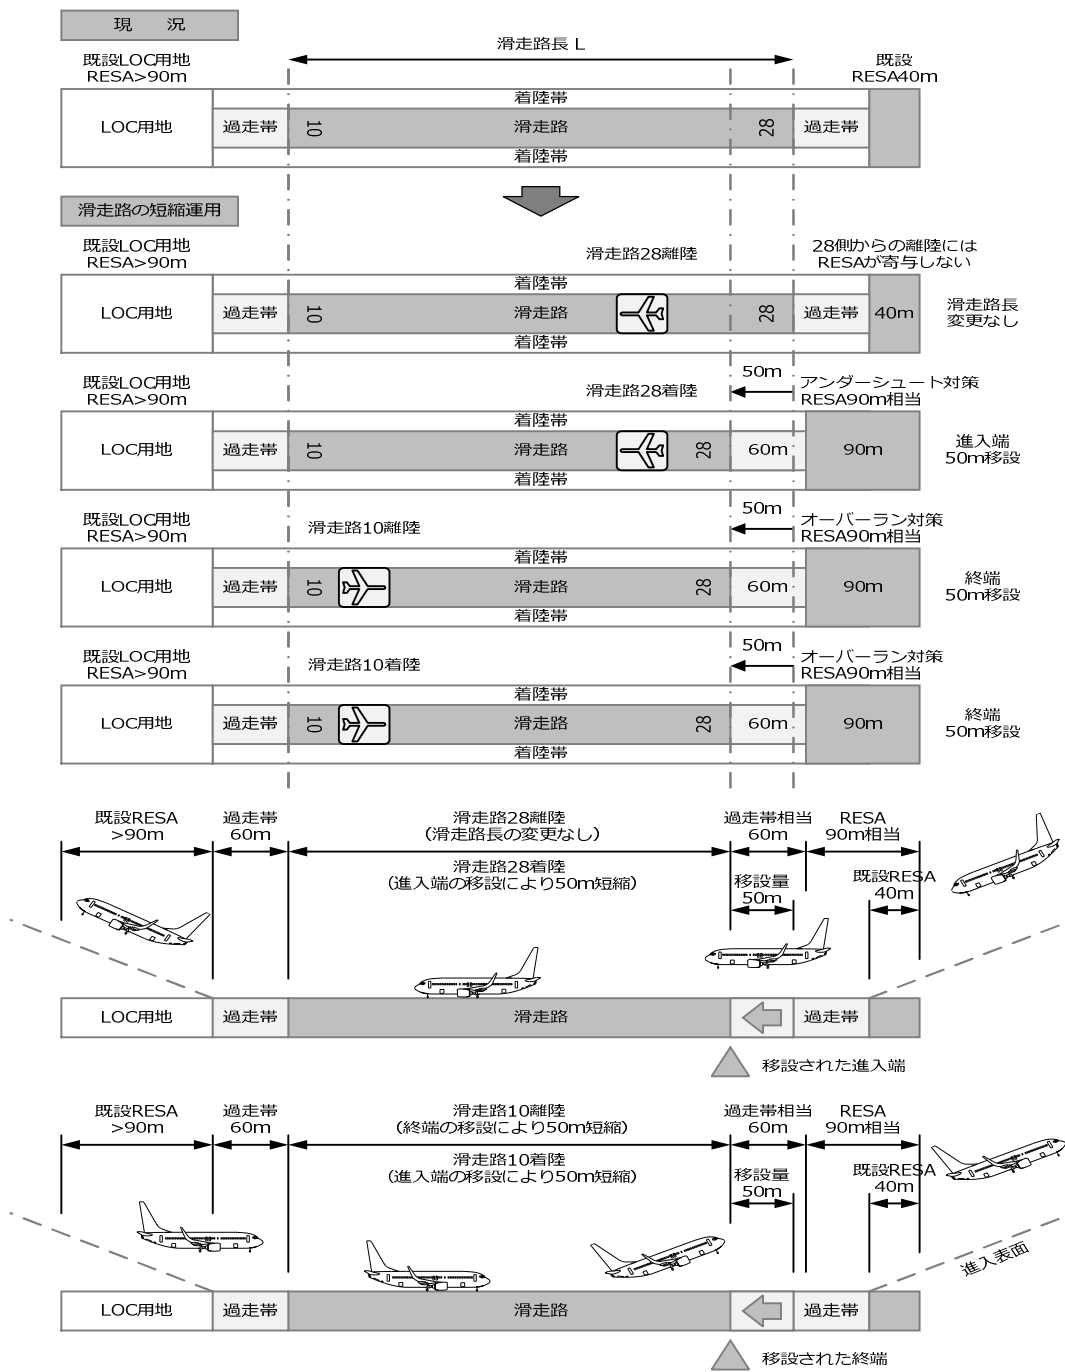 現　　況
滑走路長 L
既設LOC用地
RESA>90m
既設
RESA40m
着陸帯
LOC用地 過走帯 10 滑走路 28 過走帯
着陸帯
滑走路の短縮運用
既設LOC用地
RESA>90m
滑走路28離陸
28側からの離陸には
RESAが寄与しない
着陸帯
LOC用地 過走帯 10 滑走路 28 過走帯 40m
着陸帯
滑走路長
変更なし
既設LOC用地
RESA>90m
滑走路28着陸
50m
アンダーシュート対策
RESA90m相当
着陸帯
LOC用地 過走帯 10 滑走路 28 60m 90m
着陸帯
進入端
50m移設
既設LOC用地
RESA>90m
滑走路10離陸
50m
オーバーラン対策
RESA90m相当
着陸帯
LOC用地 過走帯 10 滑走路 28 60m 90m
着陸帯
終端
50m移設
既設LOC用地
RESA>90m
滑走路10着陸
50m
オーバーラン対策
RESA90m相当
着陸帯
LOC用地 過走帯 10 滑走路 28 60m 90m
着陸帯
終端
50m移設
既設RESA
>90m
過走帯
60m
滑走路28離陸
（滑走路長の変更なし）
滑走路28着陸
（進入端の移設により50m短縮）
過走帯相当
60m
RESA
90m相当
移設量
50m
既設RESA
40m
LOC用地 過走帯 滑走路 過走帯
移設された進入端
既設RESA
>90m
過走帯
60m
滑走路10離陸
（終端の移設により50m短縮）
滑走路10着陸
（進入端の移設により50m短縮）
過走帯相当
60m
RESA
90m相当
移設量
50m
既設RESA
40m
進入表面
LOC用地 過走帯 滑走路 過走帯
移設された終端